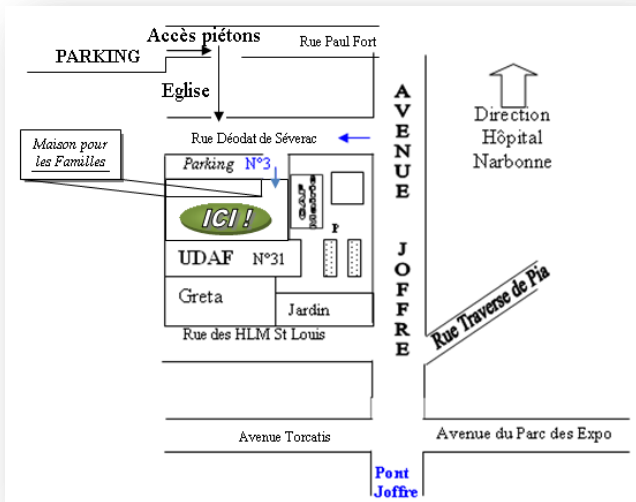 Accès piétons
Rue Paul Fort
PARKING
Eglise
AVENUE JOFFRE
Direction
Hôpital
Narbonne
Rue Déodat de Séverac
Maison pour
les Familles
Parking N°3
ICI !
P
UDAF N°31
Greta
Jardin
Rue Traverse de Pia
Rue des HLM St Louis
Avenue Torcatis
Avenue du Parc des Expo
Pont
Joffre